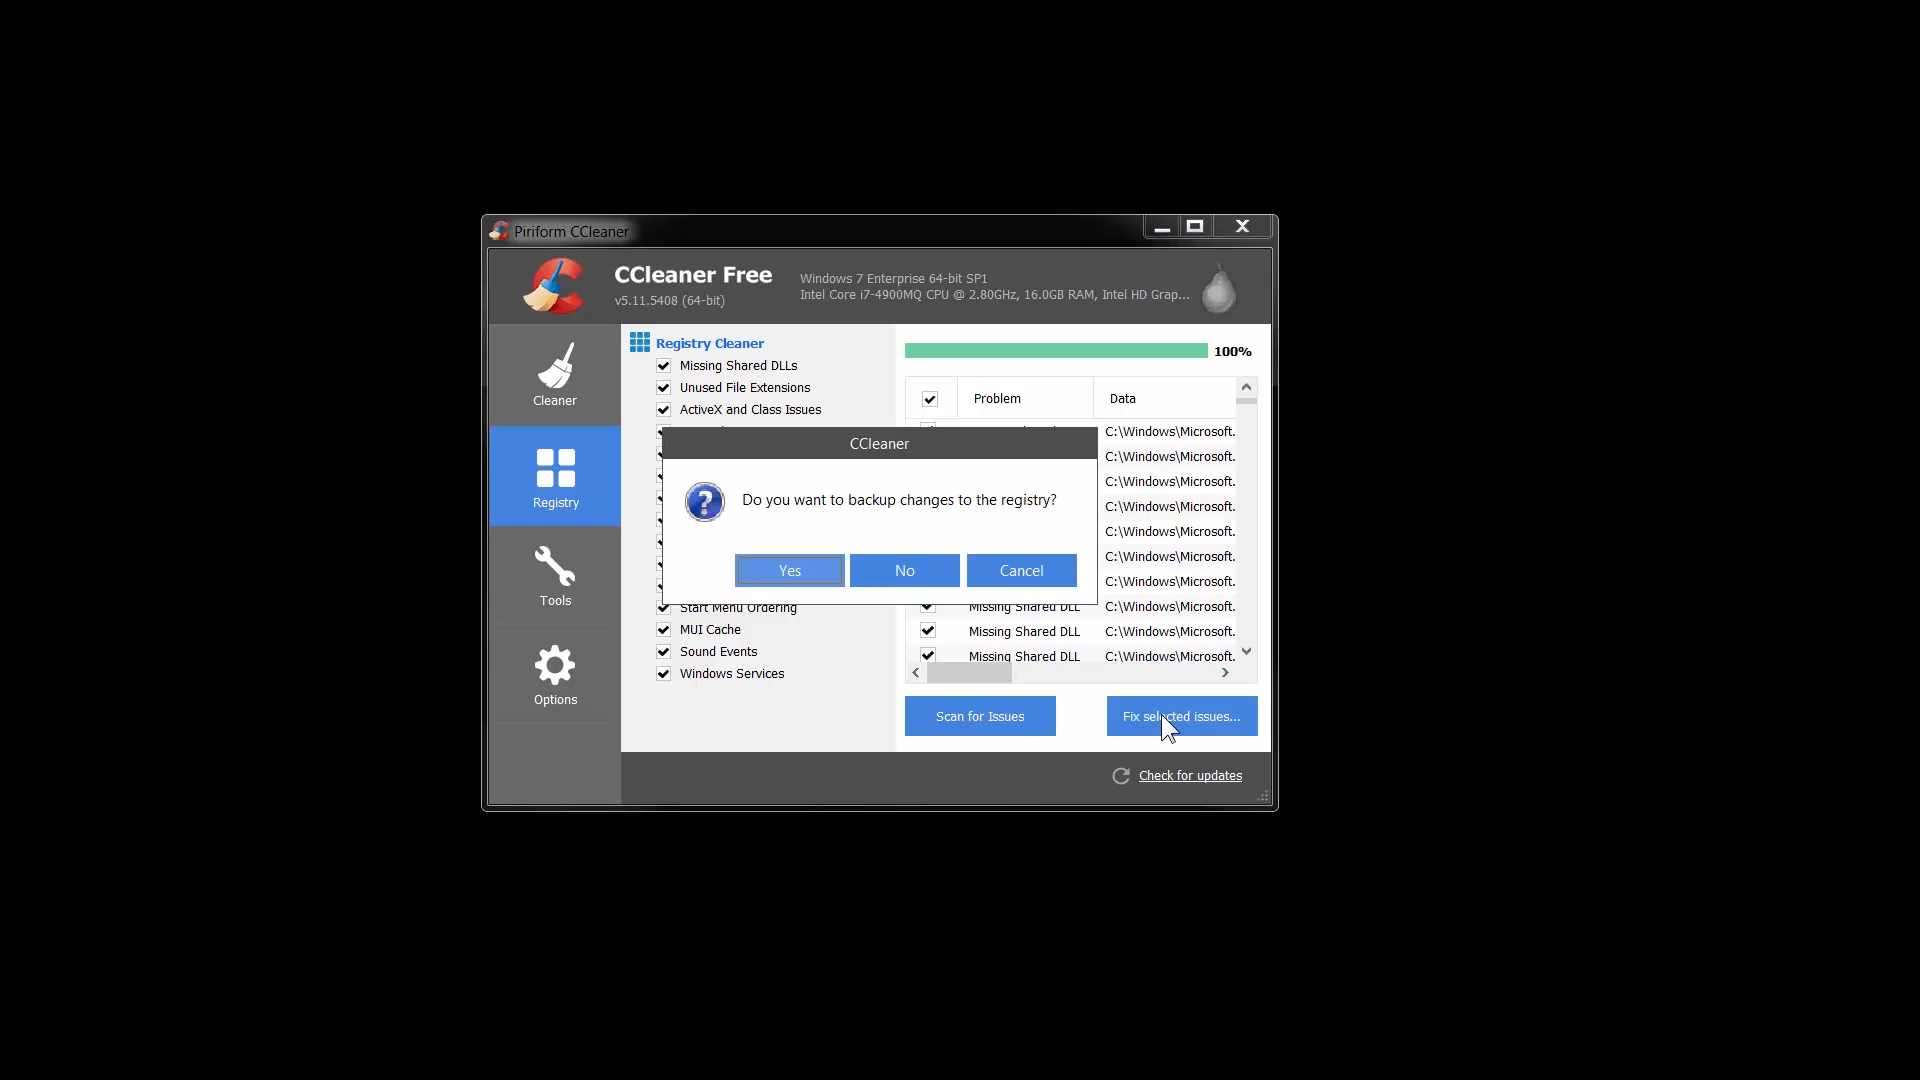 Piriform CCleaner
CCleaner Free
v5.11.5408 (64-bit)
Windows 7 Enterprise 64-bit SP1
Intel Core i7-4900MQ CPU @ 2.80GHz, 16.0GB RAM, Intel HD Grap...
Cleaner
Registry
Tools
Options
Registry Cleaner
Missing Shared DLLs
Unused File Extensions
ActiveX and Class Issues
Start Menu Ordering
MUI Cache
Sound Events
Windows Services
100%
Problem Data
C:\Windows\Microsoft.
C:\Windows\Microsoft.
C:\Windows\Microsoft.
C:\Windows\Microsoft.
C:\Windows\Microsoft.
C:\Windows\Microsoft.
C:\Windows\Microsoft.
Missing Shared DLL C:\Windows\Microsoft.
Missing Shared DLL C:\Windows\Microsoft.
Missing Shared DLL C:\Windows\Microsoft.
CCleaner
Do you want to backup changes to the registry?
Yes No Cancel
Scan for Issues
Fix selected issues...
Check for updates